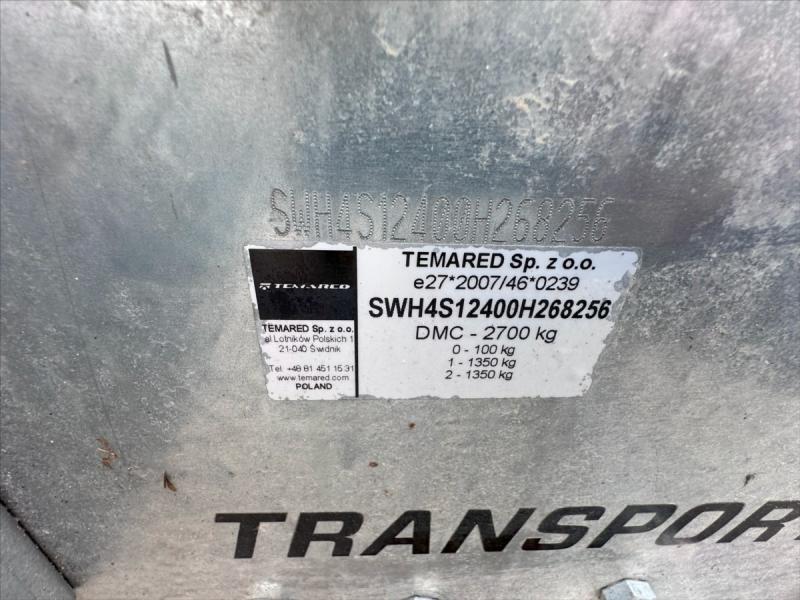 SWH4S12400H268256
TEMARED
TEMARED Sp. z o.o.
al Lotników Polskich 1
21-040 Świdnik
Tel. +48 81 451 15 31
www.temared.com
POLAND
TEMARED Sp. z o.o.
e27*2007/46*0239
SWH4S12400H268256
DMC - 2700 kg
0 - 100 kg
1 - 1350 kg
2 - 1350 kg
TRANSPOR